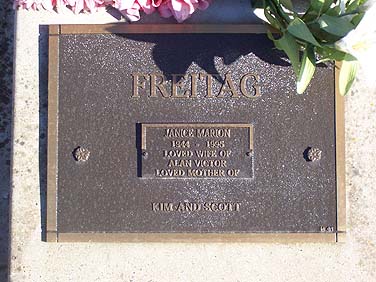 FREITAG
JANICE MARION
1944 - 1995
LOVED WIFE OF
ALAN VICTOR
LOVED MOTHER OF
KIM AND SCOTT